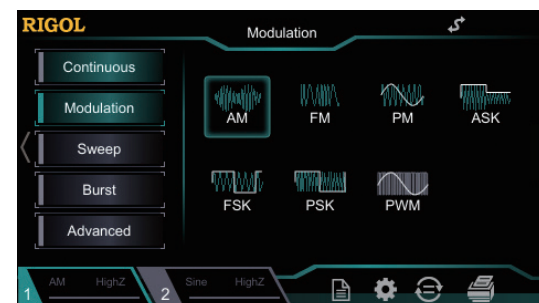 RIGOL
Modulation
Continuous
Modulation
Sweep
Burst
Advanced
AM
FM
PM
ASK
FSK
PSK
PWM
1 AM HighZ
2 Sine HighZ